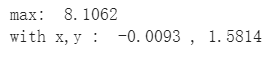 max:  8.1062
with x,y :  -0.0093 , 1.5814